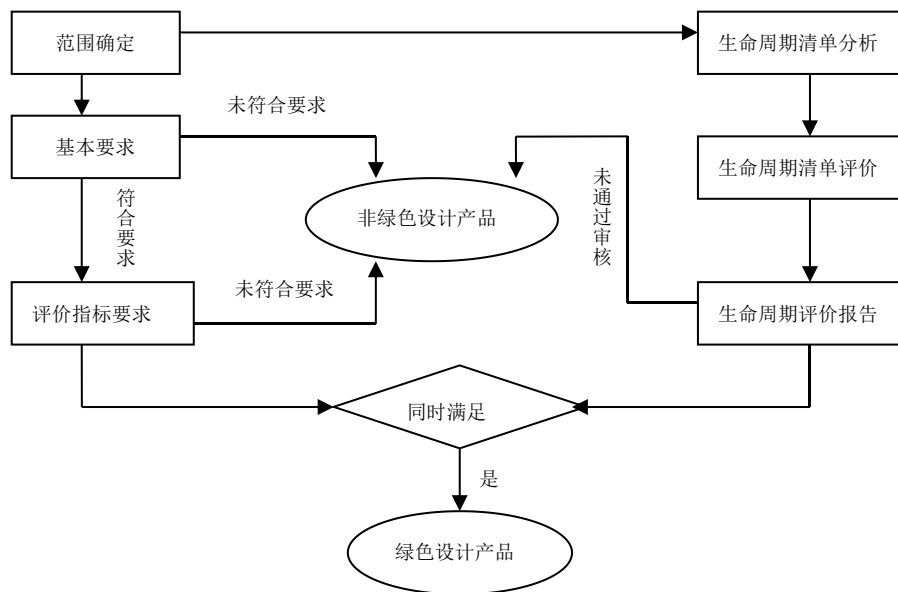 范围确定
生命周期清单分析
未符合要求
基本要求
生命周期清单评价
符合要求
未通过审核
非绿色设计产品
未符合要求
评价指标要求
生命周期评价报告
同时满足
是
绿色设计产品